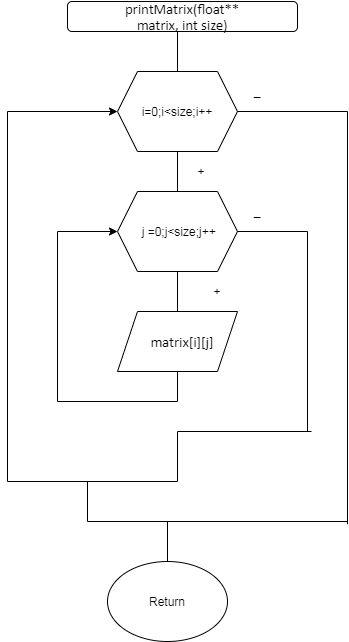 printMatrix(float**
matrix, int size)
i=0;i<size;i++
–
+
j =0;j<size;j++
–
+
matrix[i][j]
Return